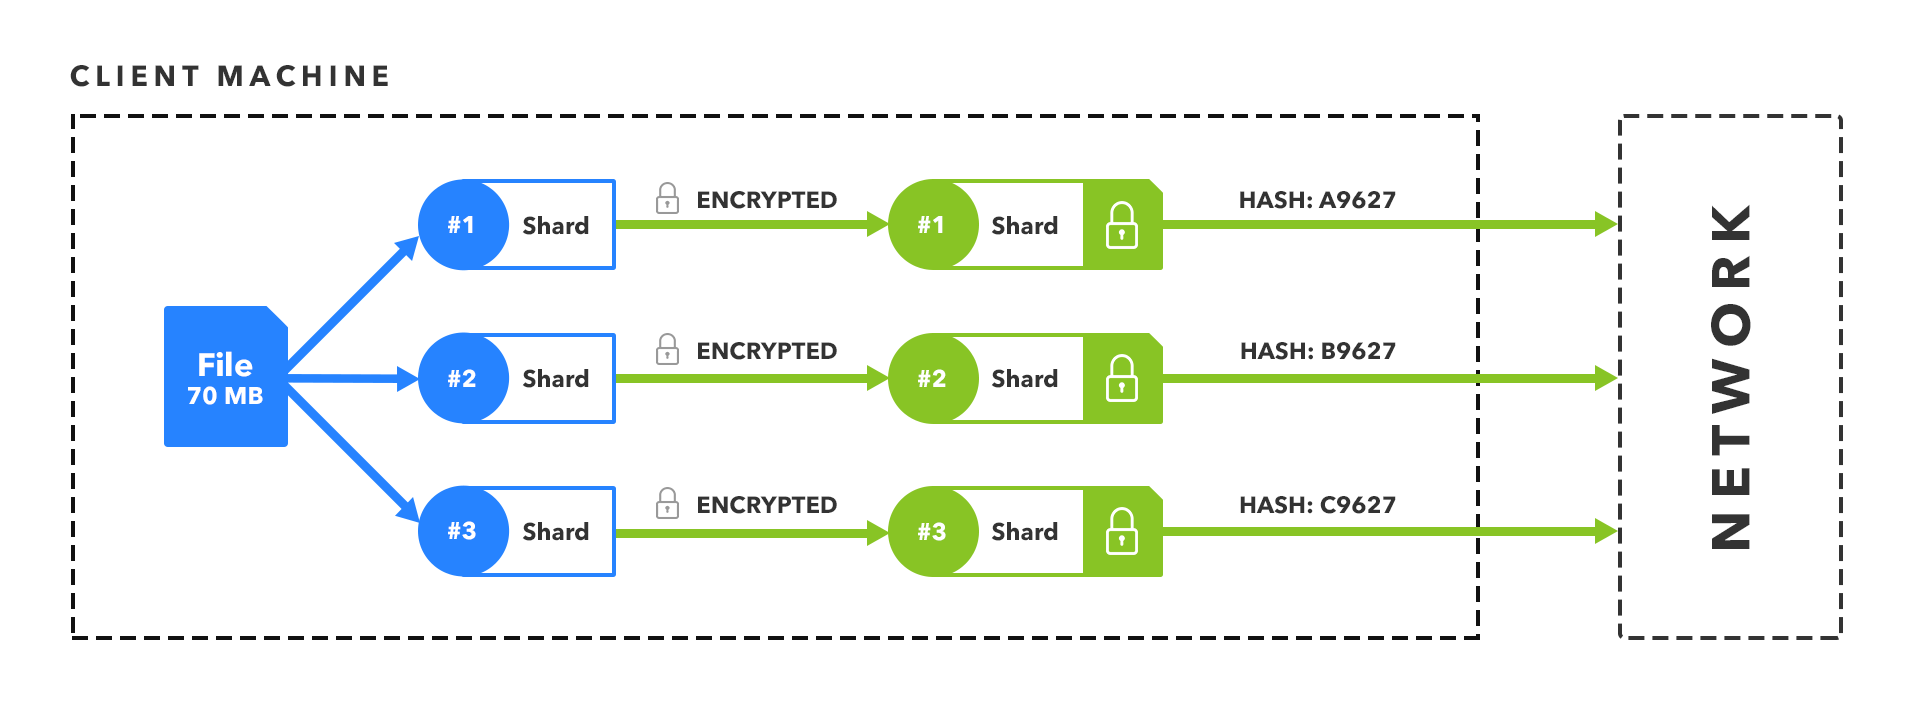 CLIENT MACHINE
File
70 MB
#1 Shard
ENCRYPTED
#1 Shard
HASH: A9627
#2 Shard
ENCRYPTED
#2 Shard
HASH: B9627
#3 Shard
ENCRYPTED
#3 Shard
HASH: C9627
NETWORK